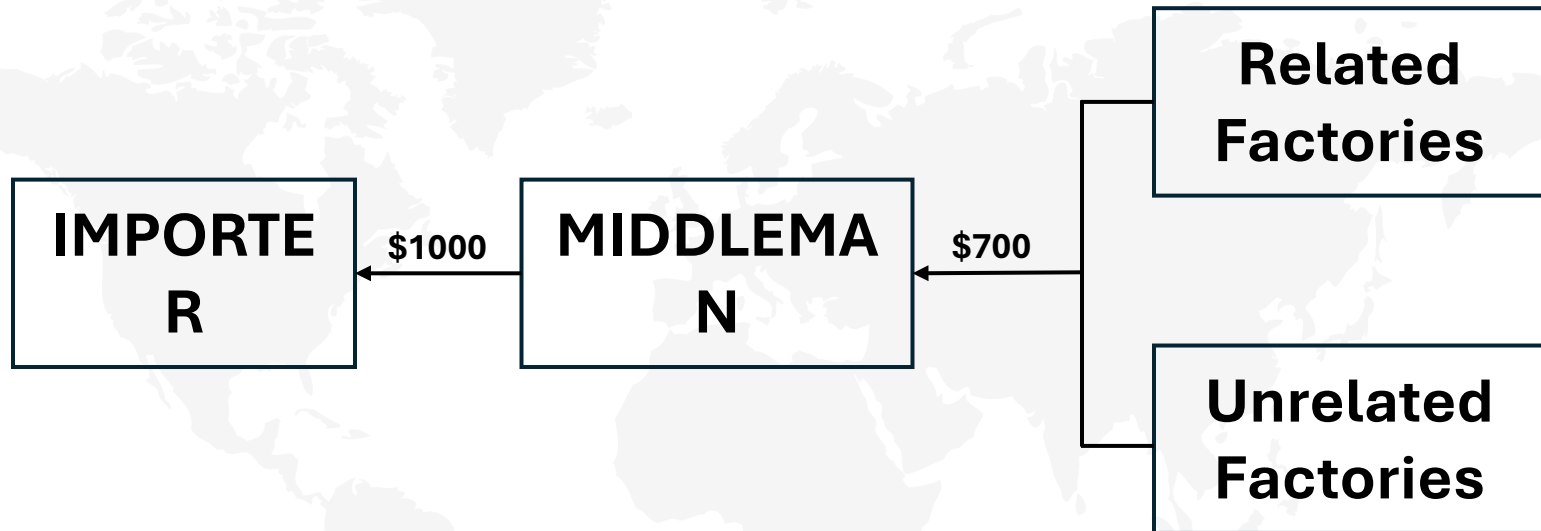 Related
Factories
IMPORTE
R
$1000
MIDDLEMA
N
$700
Unrelated
Factories